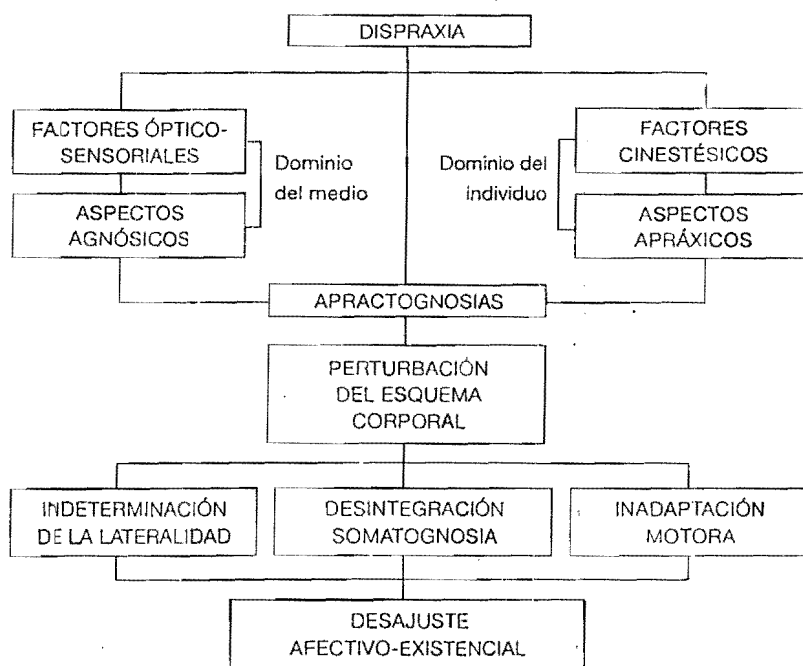 DISPRAXIA
FACTORES ÓPTICO-
SENSORIALES
Dominio
del medio
ASPECTOS
AGNÓSICOS
Dominio del
individuo
FACTORES
CINESTÉSICOS
ASPECTOS
APRÁXICOS
APRACTOGNOSIAS
PERTURBACIÓN
DEL ESQUEMA
CORPORAL
INDETERMINACIÓN
DE LA LATERALIDAD
DESINTEGRACIÓN
SOMATOGNOSIA
INADAPTACIÓN
MOTORA
DESAJUSTE
AFECTIVO-EXISTENCIAL